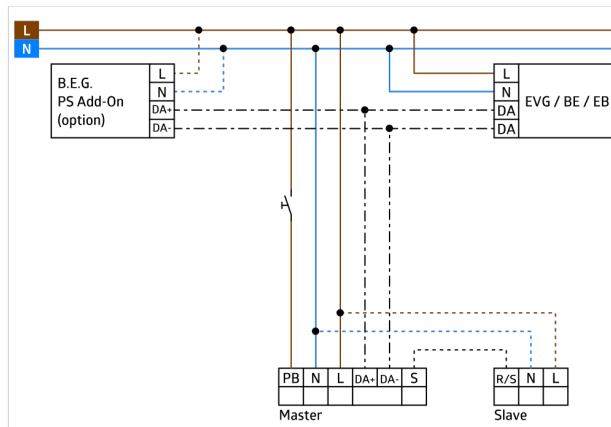 L
N
B.E.G.
PS Add-On
(option)
L
N
DA+
DA-
L
N
DA
DA
EVG / BE / EB
PB N L DA+ DA- S
Master
R/S N L
Slave